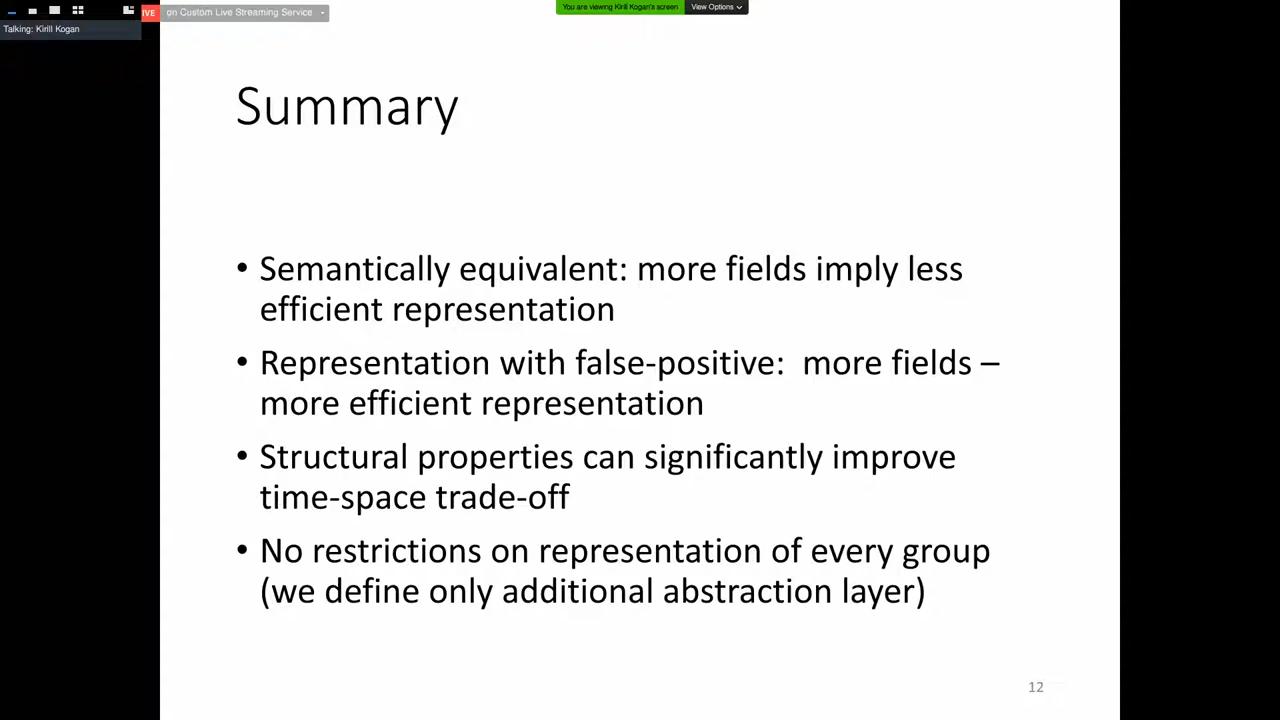 IVE
on Custom Live Streaming Service
You are viewing Kirill Kogan's screen
View Options
Talking: Kirill Kogan
Summary
• Semantically equivalent: more fields imply less
efficient representation
• Representation with false-positive:  more fields –
more efficient representation
• Structural properties can significantly improve
time-space trade-off
• No restrictions on representation of every group
(we define only additional abstraction layer)
12